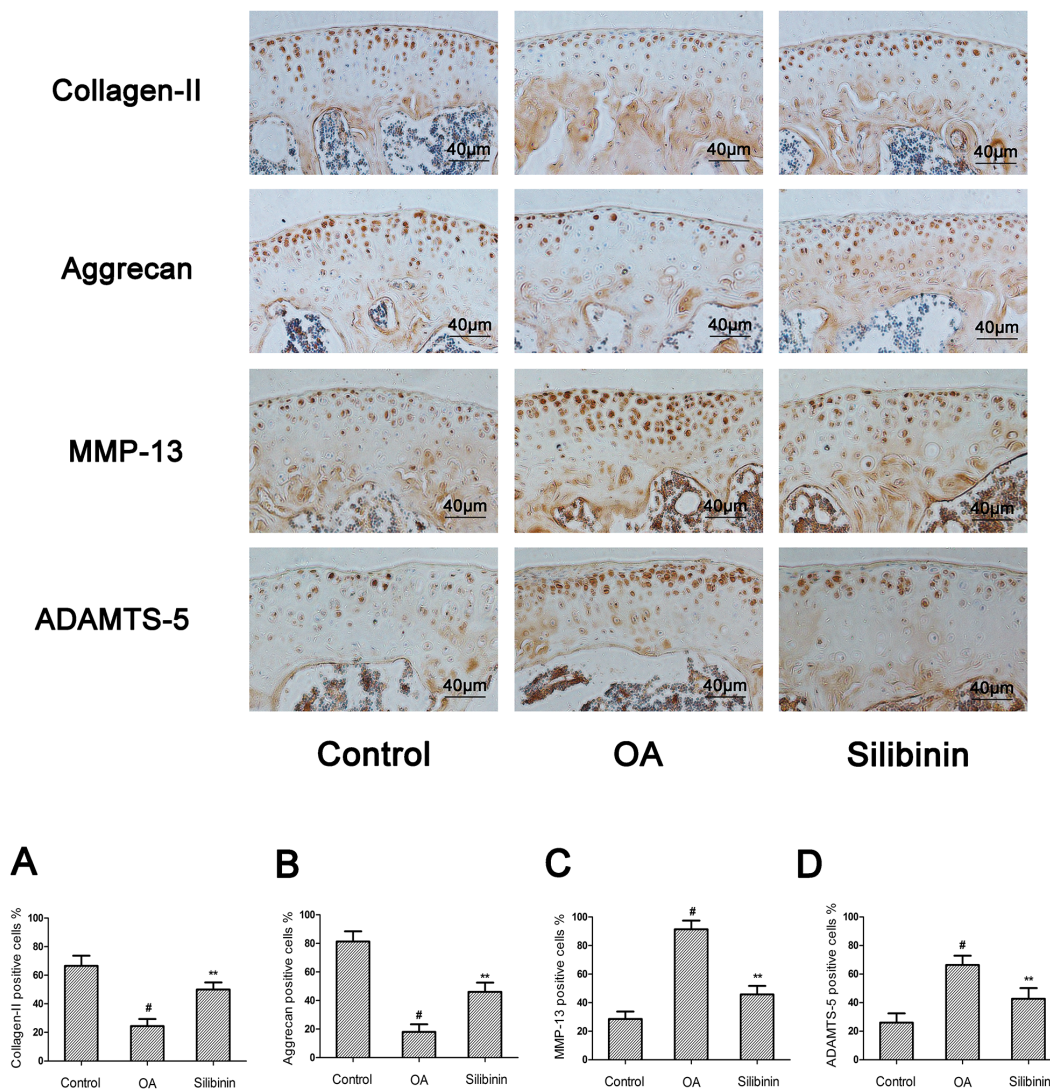 Collagen-II
40µm
40µm
40µm
Aggrecan
40µm
40µm
40µm
MMP-13
40µm
40µm
40µm
ADAMTS-5
40µm
40µm
40µm
Control OA Silibinin
A
Collagen-II positive cells %
100
80
60
40
20
0
#
**
Control OA Silibinin
B
Aggrecan positive cells %
100
80
60
40
20
0
#
**
Control OA Silibinin
C
MMP-13 positive cells %
100
80
60
40
20
0
#
**
Control OA Silibinin
D
ADAMTS-5 positive cells %
100
80
60
40
20
0
#
**
Control OA Silibinin